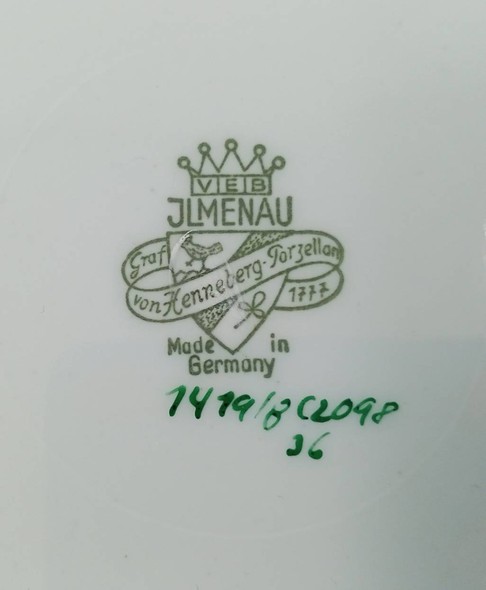 VEB
JLMENAU
Graf
von Henneberg-Porzellan
1777
Made in
Germany
1419/8 C2098
36